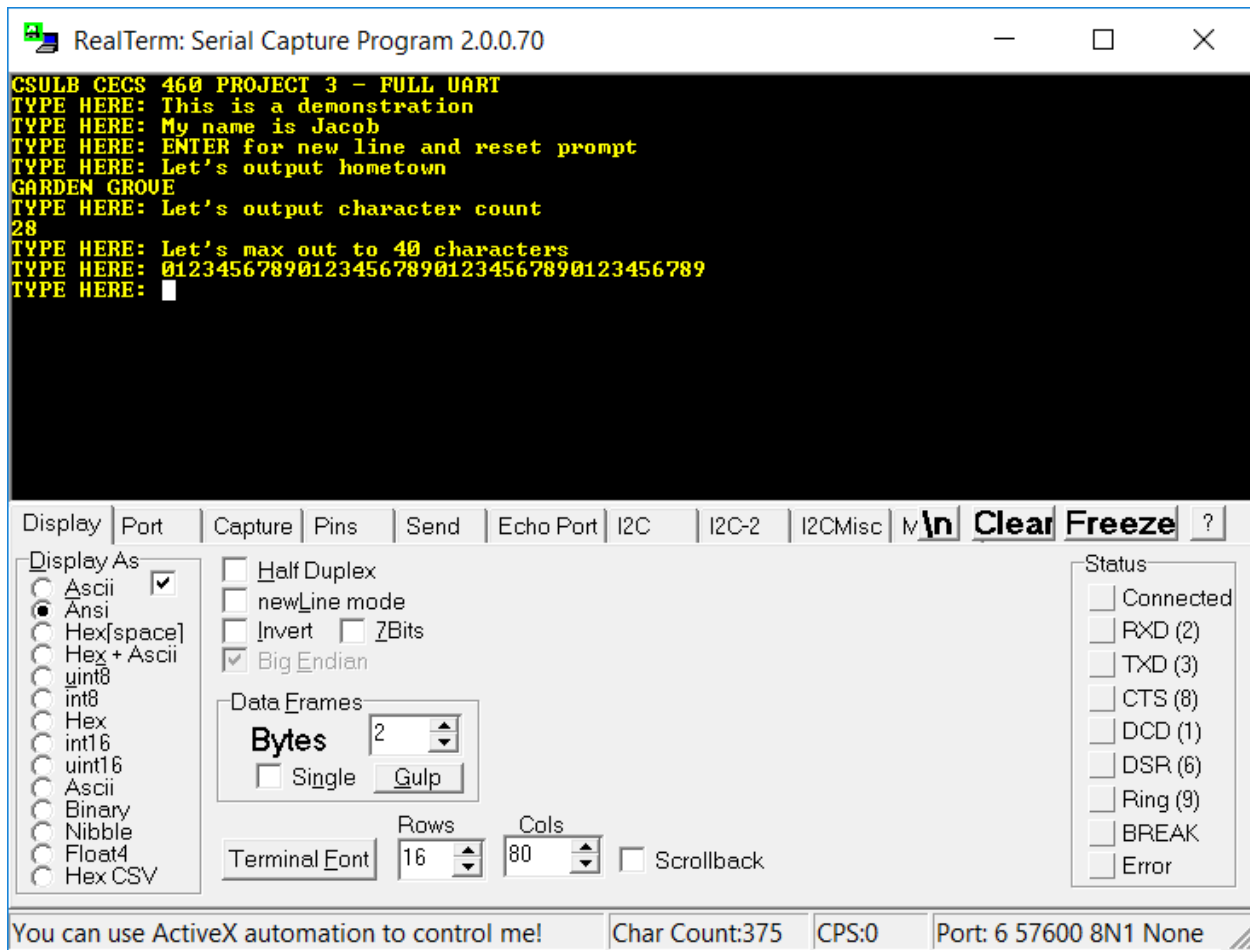 RealTerm: Serial Capture Program 2.0.0.70
CSULB CECS 460 PROJECT 3 - FULL UART
TYPE HERE: This is a demonstration
TYPE HERE: My name is Jacob
TYPE HERE: ENTER for new line and reset prompt
TYPE HERE: Let's output hometown
GARDEN GROVE
TYPE HERE: Let's output character count
28
TYPE HERE: Let's max out to 40 characters
TYPE HERE: 0123456789012345678901234567890123456789
TYPE HERE:
Display Port Capture Pins Send Echo Port I2C I2C-2 I2CMisc M \n Clear Freeze ?
Display As
Ascii
Ansi
Hex[space]
Hex + Ascii
uint8
int8
Hex
int16
uint16
Ascii
Binary
Nibble
Float4
Hex CSV
Half Duplex
newLine mode
Invert 7Bits
Big Endian
Data Frames
Bytes 2
Single Gulp
Rows Cols
Terminal Font 16 80 Scrollback
Status
Connected
RXD (2)
TXD (3)
CTS (8)
DCD (1)
DSR (6)
Ring (9)
BREAK
Error
You can use ActiveX automation to control me! Char Count:375 CPS:0 Port: 6 57600 8N1 None